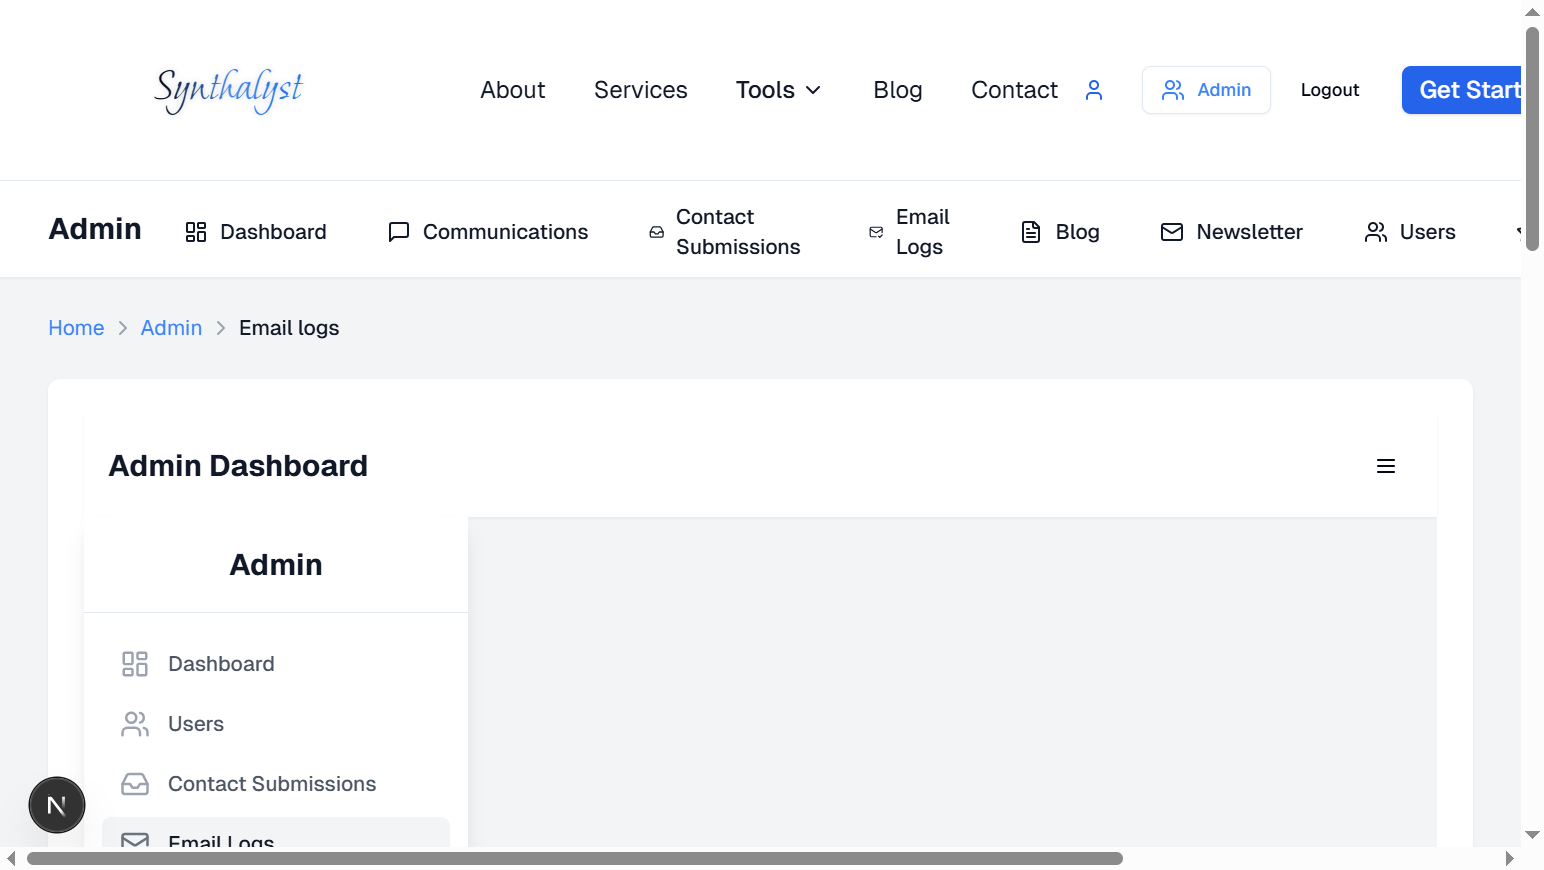 Synthalyst
About Services Tools Blog Contact Admin Logout Get Start
Admin Dashboard Communications Contact Submissions Email Logs Blog Newsletter Users
Home > Admin > Email logs
Admin Dashboard
Admin
Dashboard
Users
Contact Submissions
Email Logs
N